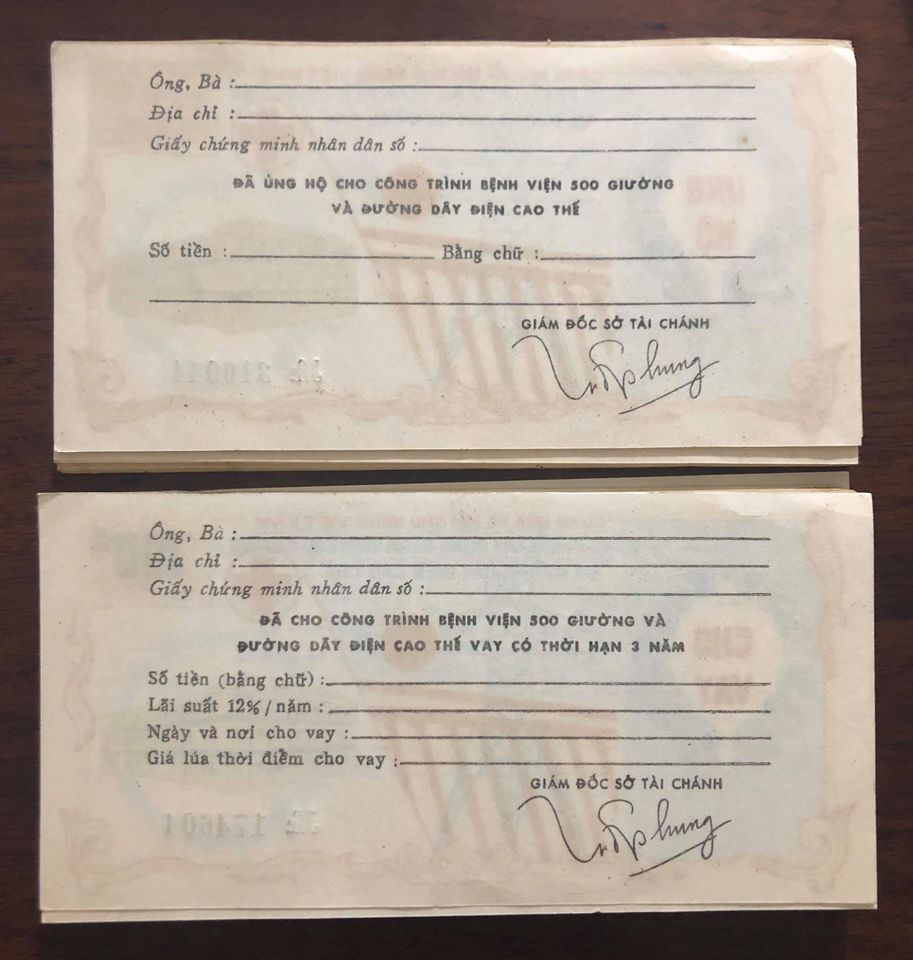 Ông, Bà :
Địa chỉ :
Giấy chứng minh nhân dân số :
ĐÃ ỦNG HỘ CHO CÔNG TRÌNH BỆNH VIỆN 500 GIƯỜNG
VÀ ĐƯỜNG DÂY ĐIỆN CAO THẾ
Số tiền : Bằng chữ :
GIÁM ĐỐC SỞ TÀI CHÁNH
Ông, Bà :
Địa chỉ :
Giấy chứng minh nhân dân số :
ĐÃ CHO CÔNG TRÌNH BỆNH VIỆN 500 GIƯỜNG VÀ
ĐƯỜNG DÂY ĐIỆN CAO THẾ VAY CÓ THỜI HẠN 3 NĂM
Số tiền (bằng chữ) :
Lãi suất 12% / năm :
Ngày và nơi cho vay :
Giá lúa thời điểm cho vay :
GIÁM ĐỐC SỞ TÀI CHÁNH